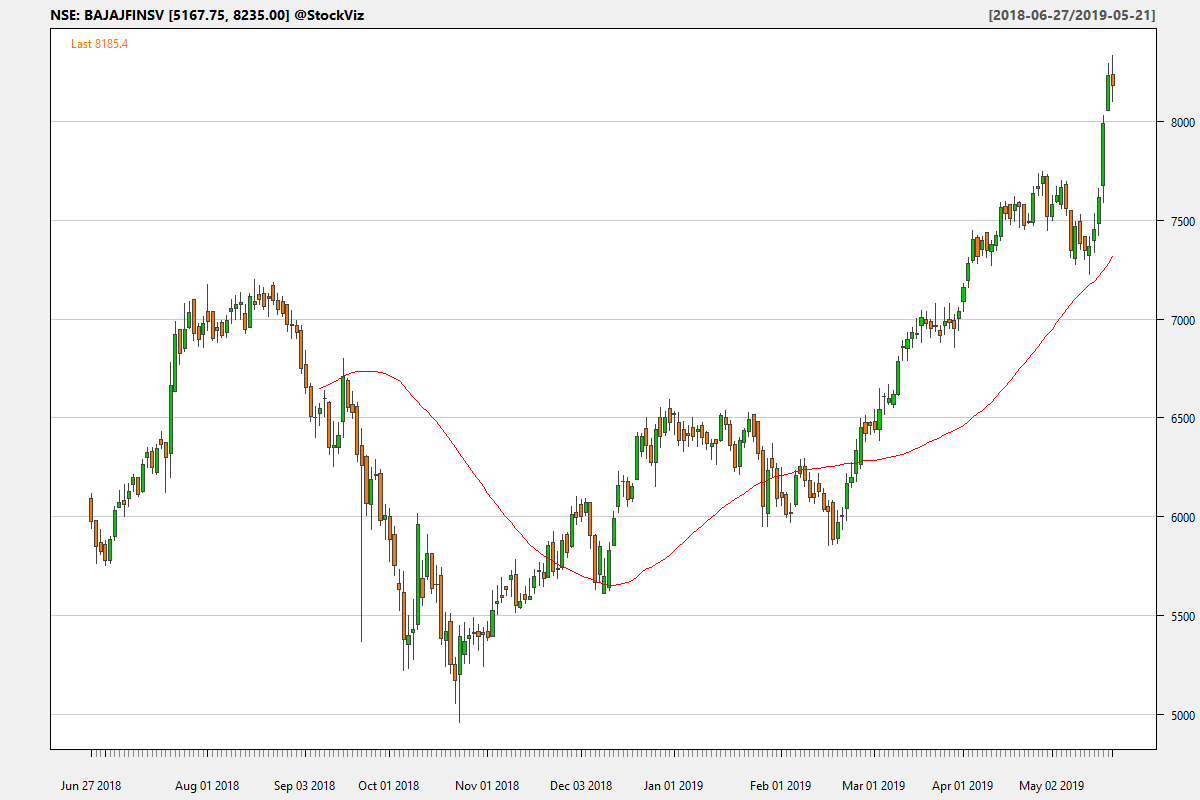 NSE: BAJAJFINSV [5167.75, 8235.00] @StockViz [2018-06-27/2019-05-21]
Last 8185.4
8000
7500
7000
6500
6000
5500
5000
Jun 27 2018 Aug 01 2018 Sep 03 2018 Oct 01 2018 Nov 01 2018 Dec 03 2018 Jan 01 2019 Feb 01 2019 Mar 01 2019 Apr 01 2019 May 02 2019